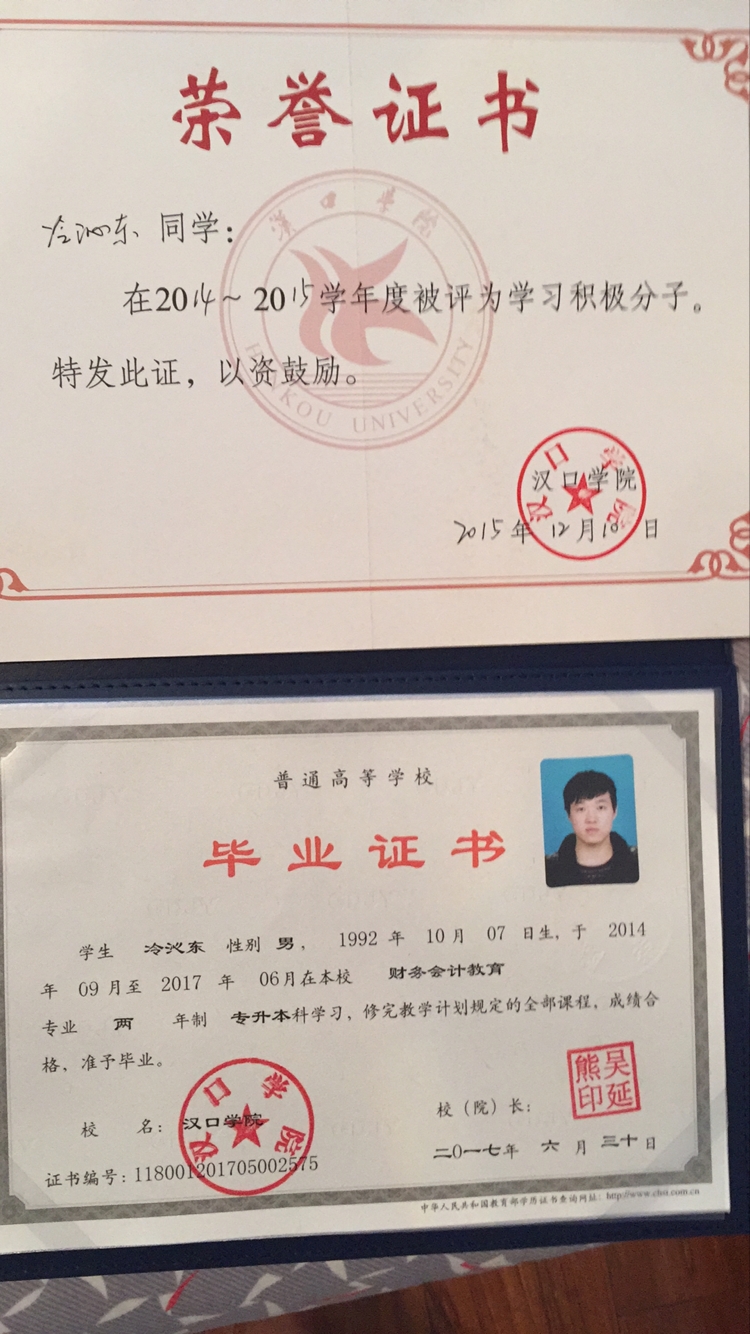 荣誉证书
汉口学院
冷沁东 同学：
在2014～2015学年度被评为学习积极分子。
特发此证，以资鼓励。
HANKOU UNIVERSITY
汉口学院
汉口学院
2015年12月10日
普通高等学校
毕业证书
学生 冷沁东 性别 男， 1992 年 10 月 07 日生，于 2014
年 09 月至 2017 年 06 月在本校 财务会计教育
专业 两 年制 专升本科学习，修完教学计划规定的全部课程，成绩合
格，准予毕业。
校 名： 汉口学院
汉口学院
校（院）长：
吴延熊印
证书编号：118001201705002575
二〇一七年 六 月 三十日
中华人民共和国教育部学历证书查询网址：http://www.chsi.com.cn